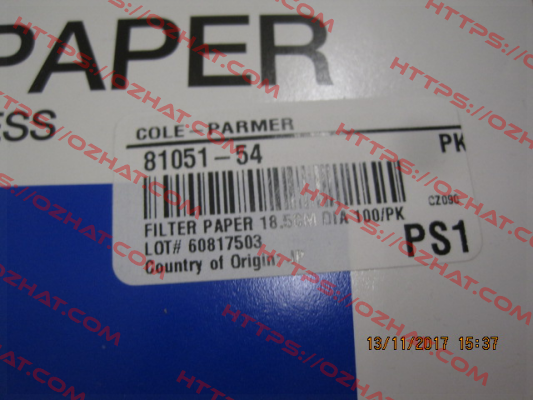 PAPER
ESS
COLE-PARMER
81051-54
PK
CZ090
FILTER PAPER 18.5CM DIA 100/PK
LOT# 60817503
PS1
Country of Origin:
13/11/2017 15:37
HTTPS://OZHAT.COM